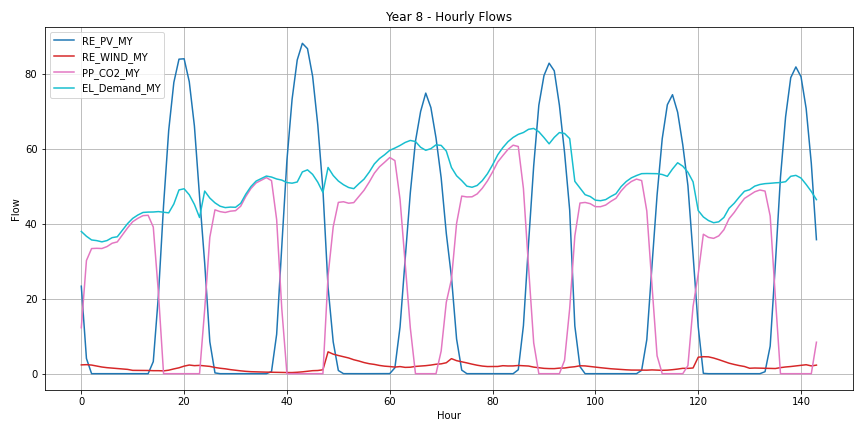 Year 8 - Hourly Flows
RE_PV_MY
RE_WIND_MY
PP_CO2_MY
EL_Demand_MY
Flow
80
60
40
20
0
0 20 40 60 80 100 120 140
Hour